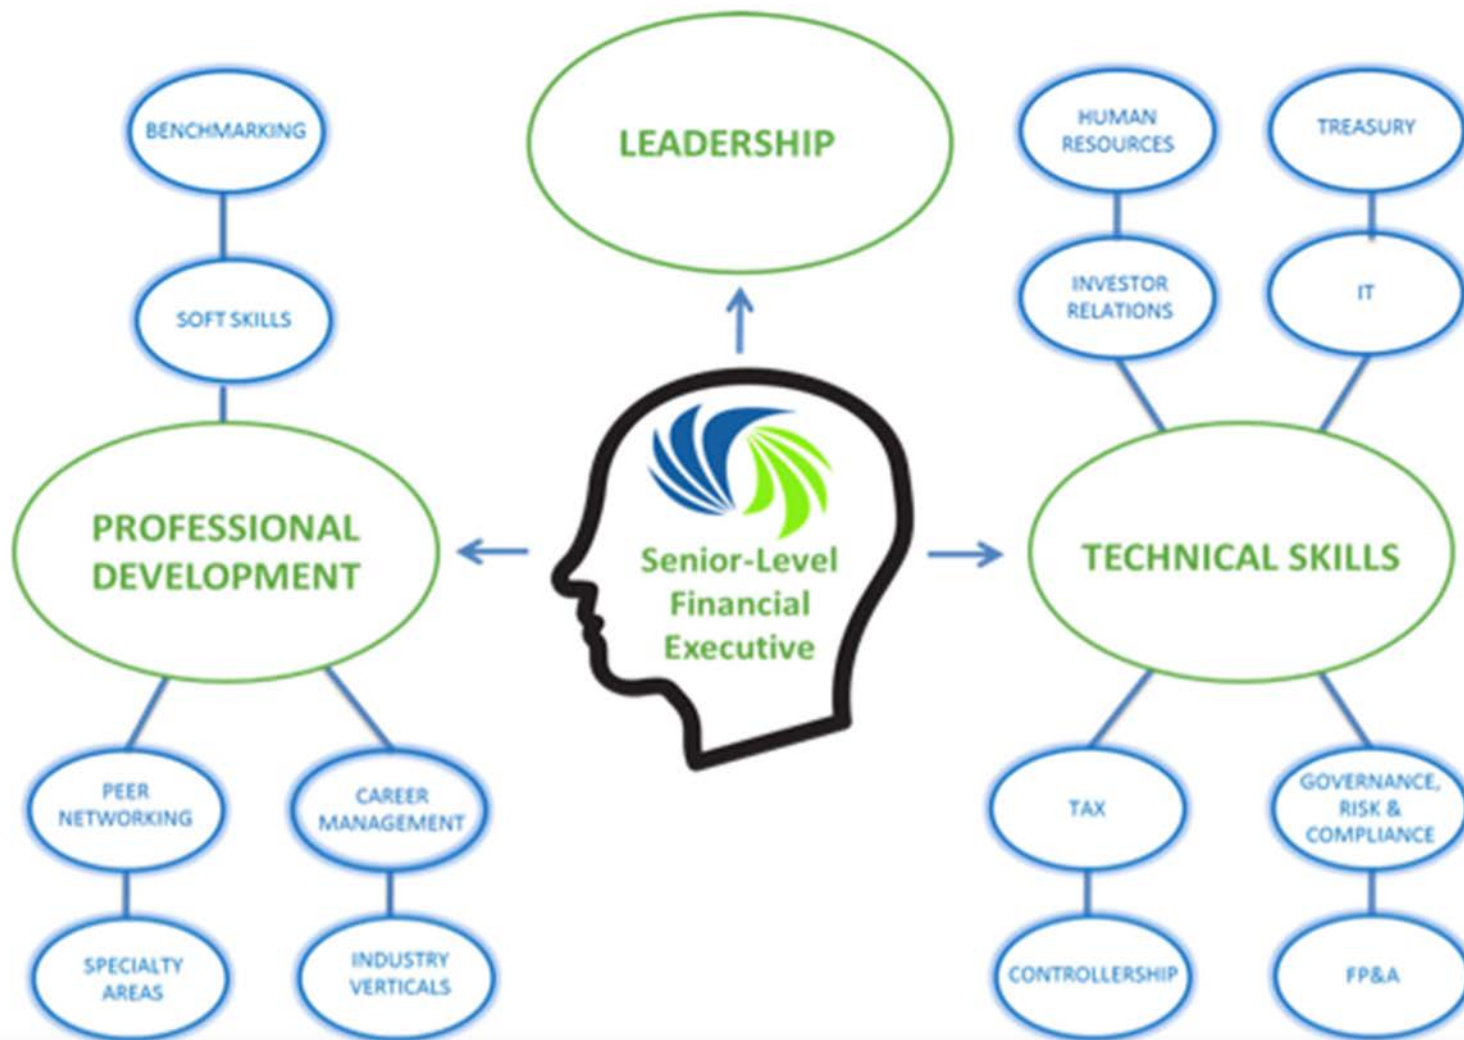 LEADERSHIP
BENCHMARKING
SOFT SKILLS
PROFESSIONAL
DEVELOPMENT
PEER
NETWORKING
SPECIALTY
AREAS
CAREER
MANAGEMENT
INDUSTRY
VERTICALS
Senior-Level
Financial
Executive
HUMAN
RESOURCES
INVESTOR
RELATIONS
TREASURY
IT
TECHNICAL SKILLS
TAX
CONTROLLERSHIP
GOVERNANCE,
RISK &
COMPLIANCE
FP&A